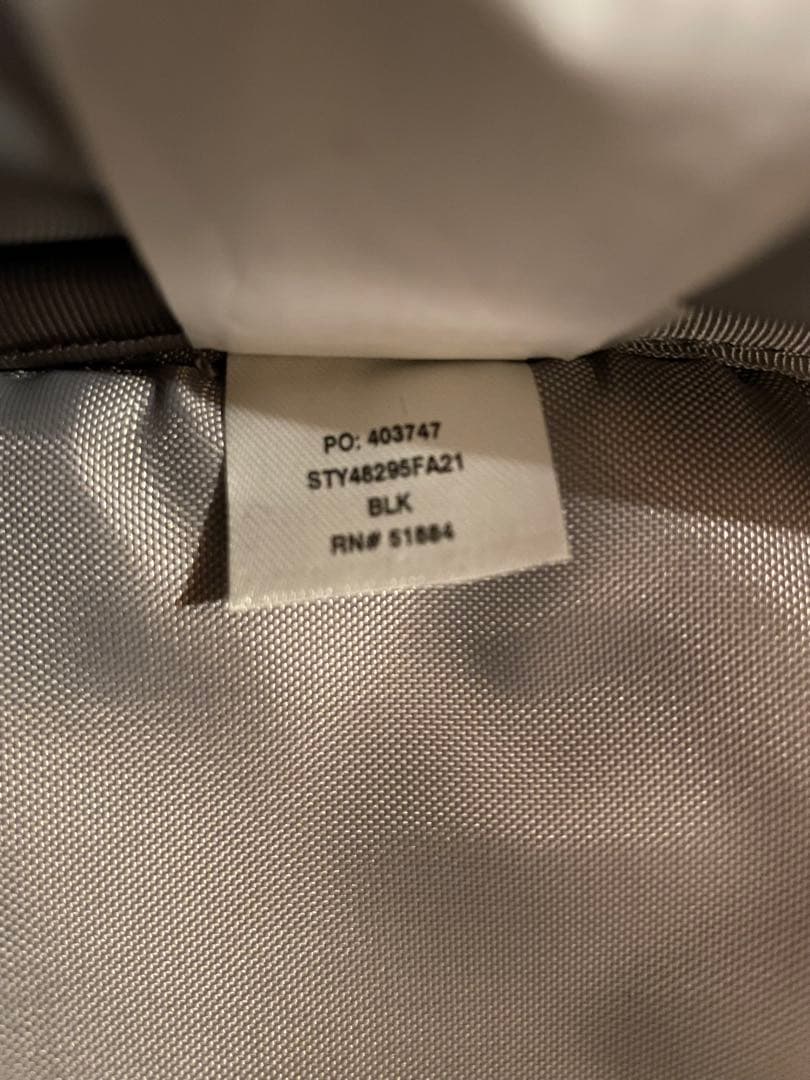 PO: 403747
STY48295FA21
BLK
RN# 51884